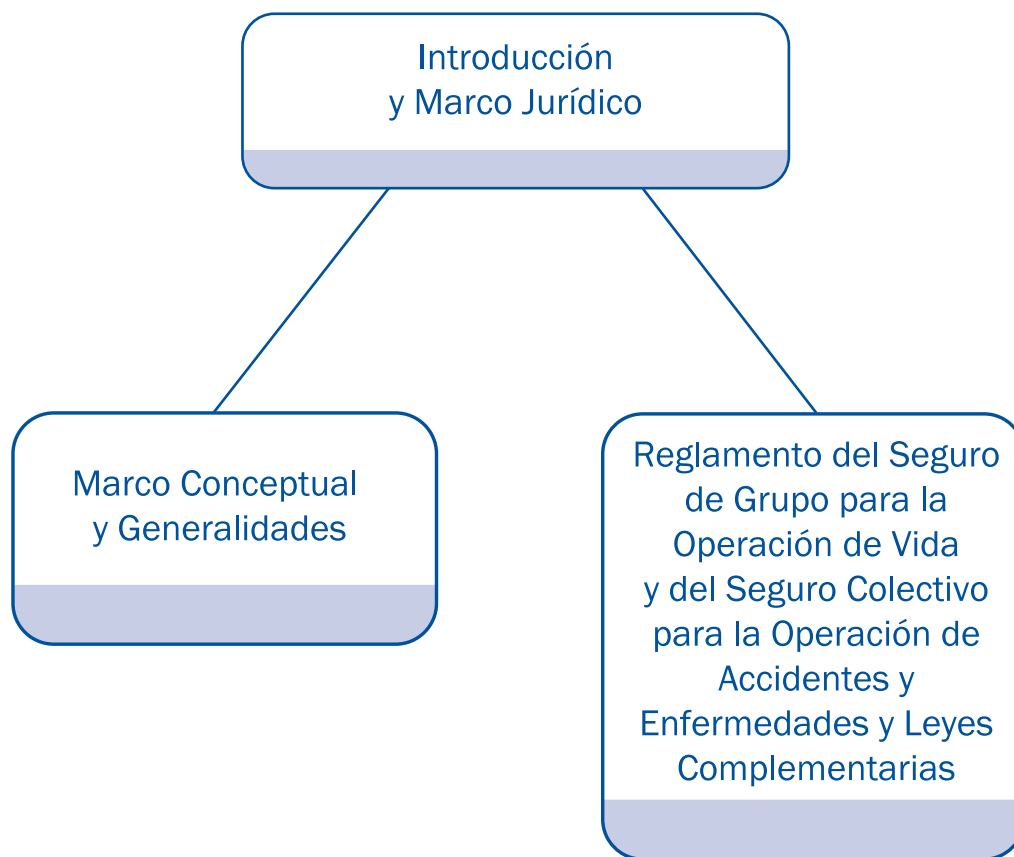 Introducción
y Marco Jurídico
Marco Conceptual
y Generalidades
Reglamento del Seguro
de Grupo para la
Operación de Vida
y del Seguro Colectivo
para la Operación de
Accidentes y
Enfermedades y Leyes
Complementarias